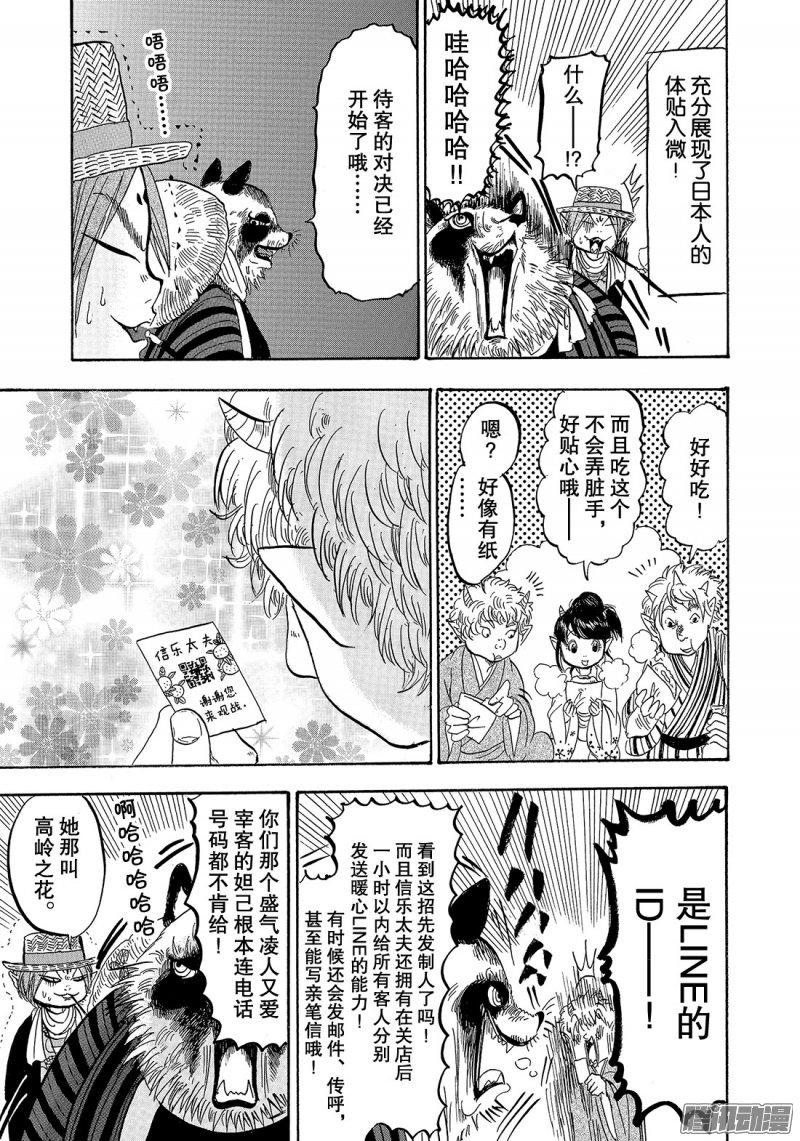 充分展现了日本人的
体贴入微！
什么——!?
哇哈哈哈哈!!
待客的对决已经
开始了哦……
唔唔唔……
好好吃！
而且吃这个
不会弄脏手，
好贴心哦——
嗯？好像有纸
……
信乐太夫
谢谢您
来观战.
是LINE的
ID——！
看到这招先发制人了吗！
而且信乐太夫还拥有在关店后
一小时以内给所有客人分别
发送暖心LINE的能力！
有时候还会发邮件、传呼，
甚至能写亲笔信哦！
你们那个盛气凌人又爱
宰客的妲己根本连电话
号码都不肯给！
啊哈哈哈哈哈
她那叫
高岭之花。
腾讯动漫